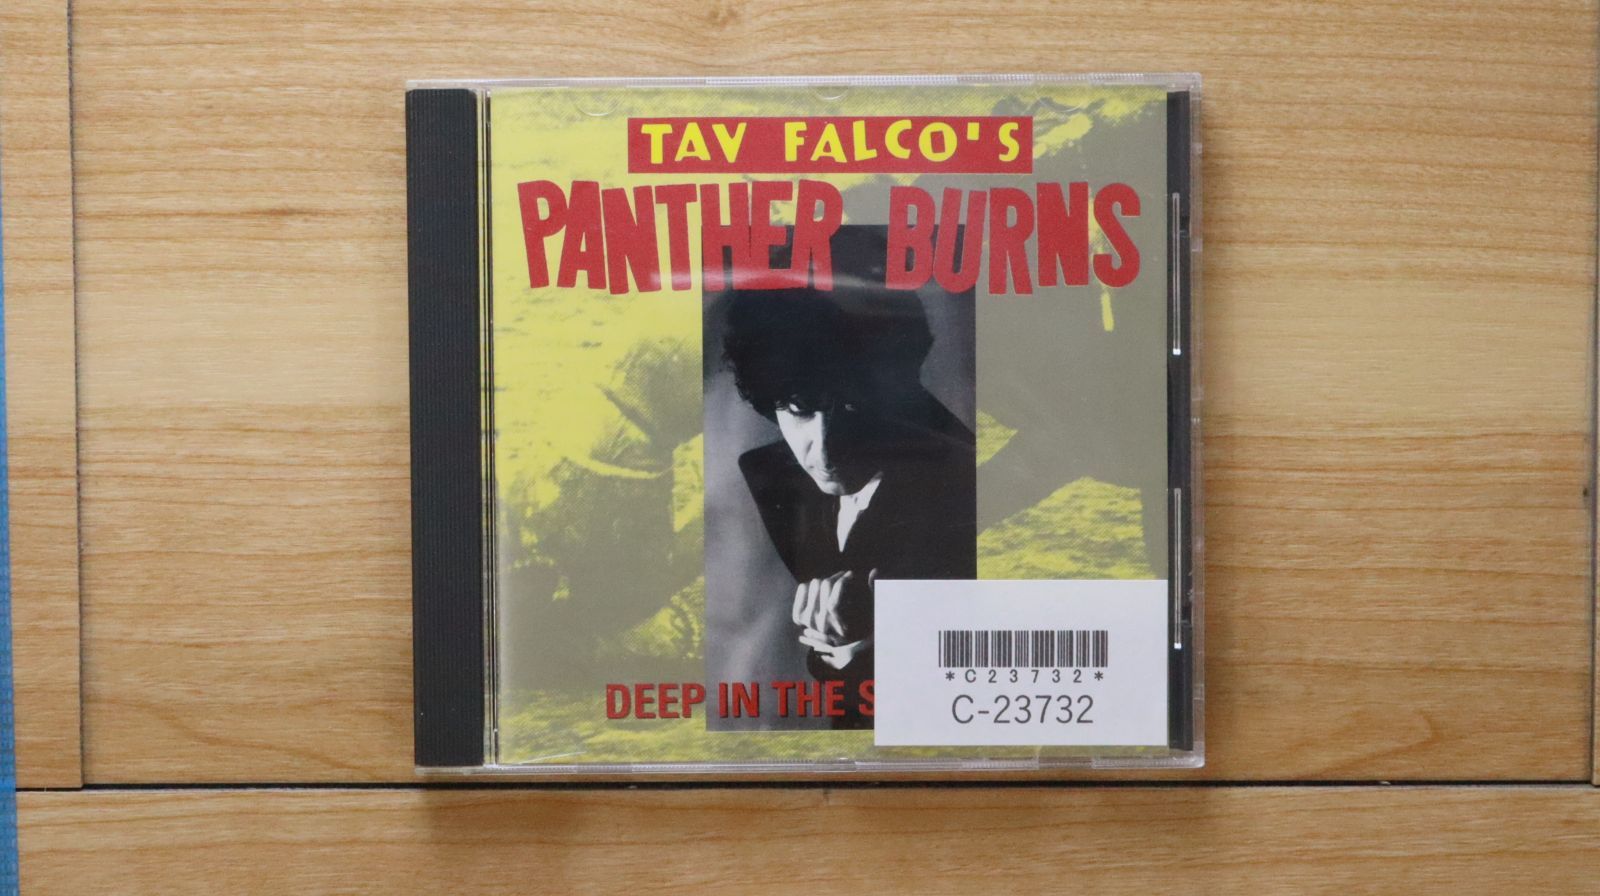 TAV FALCO'S
PANTHER BURNS
DEEP IN THE
*C23732*
C-23732